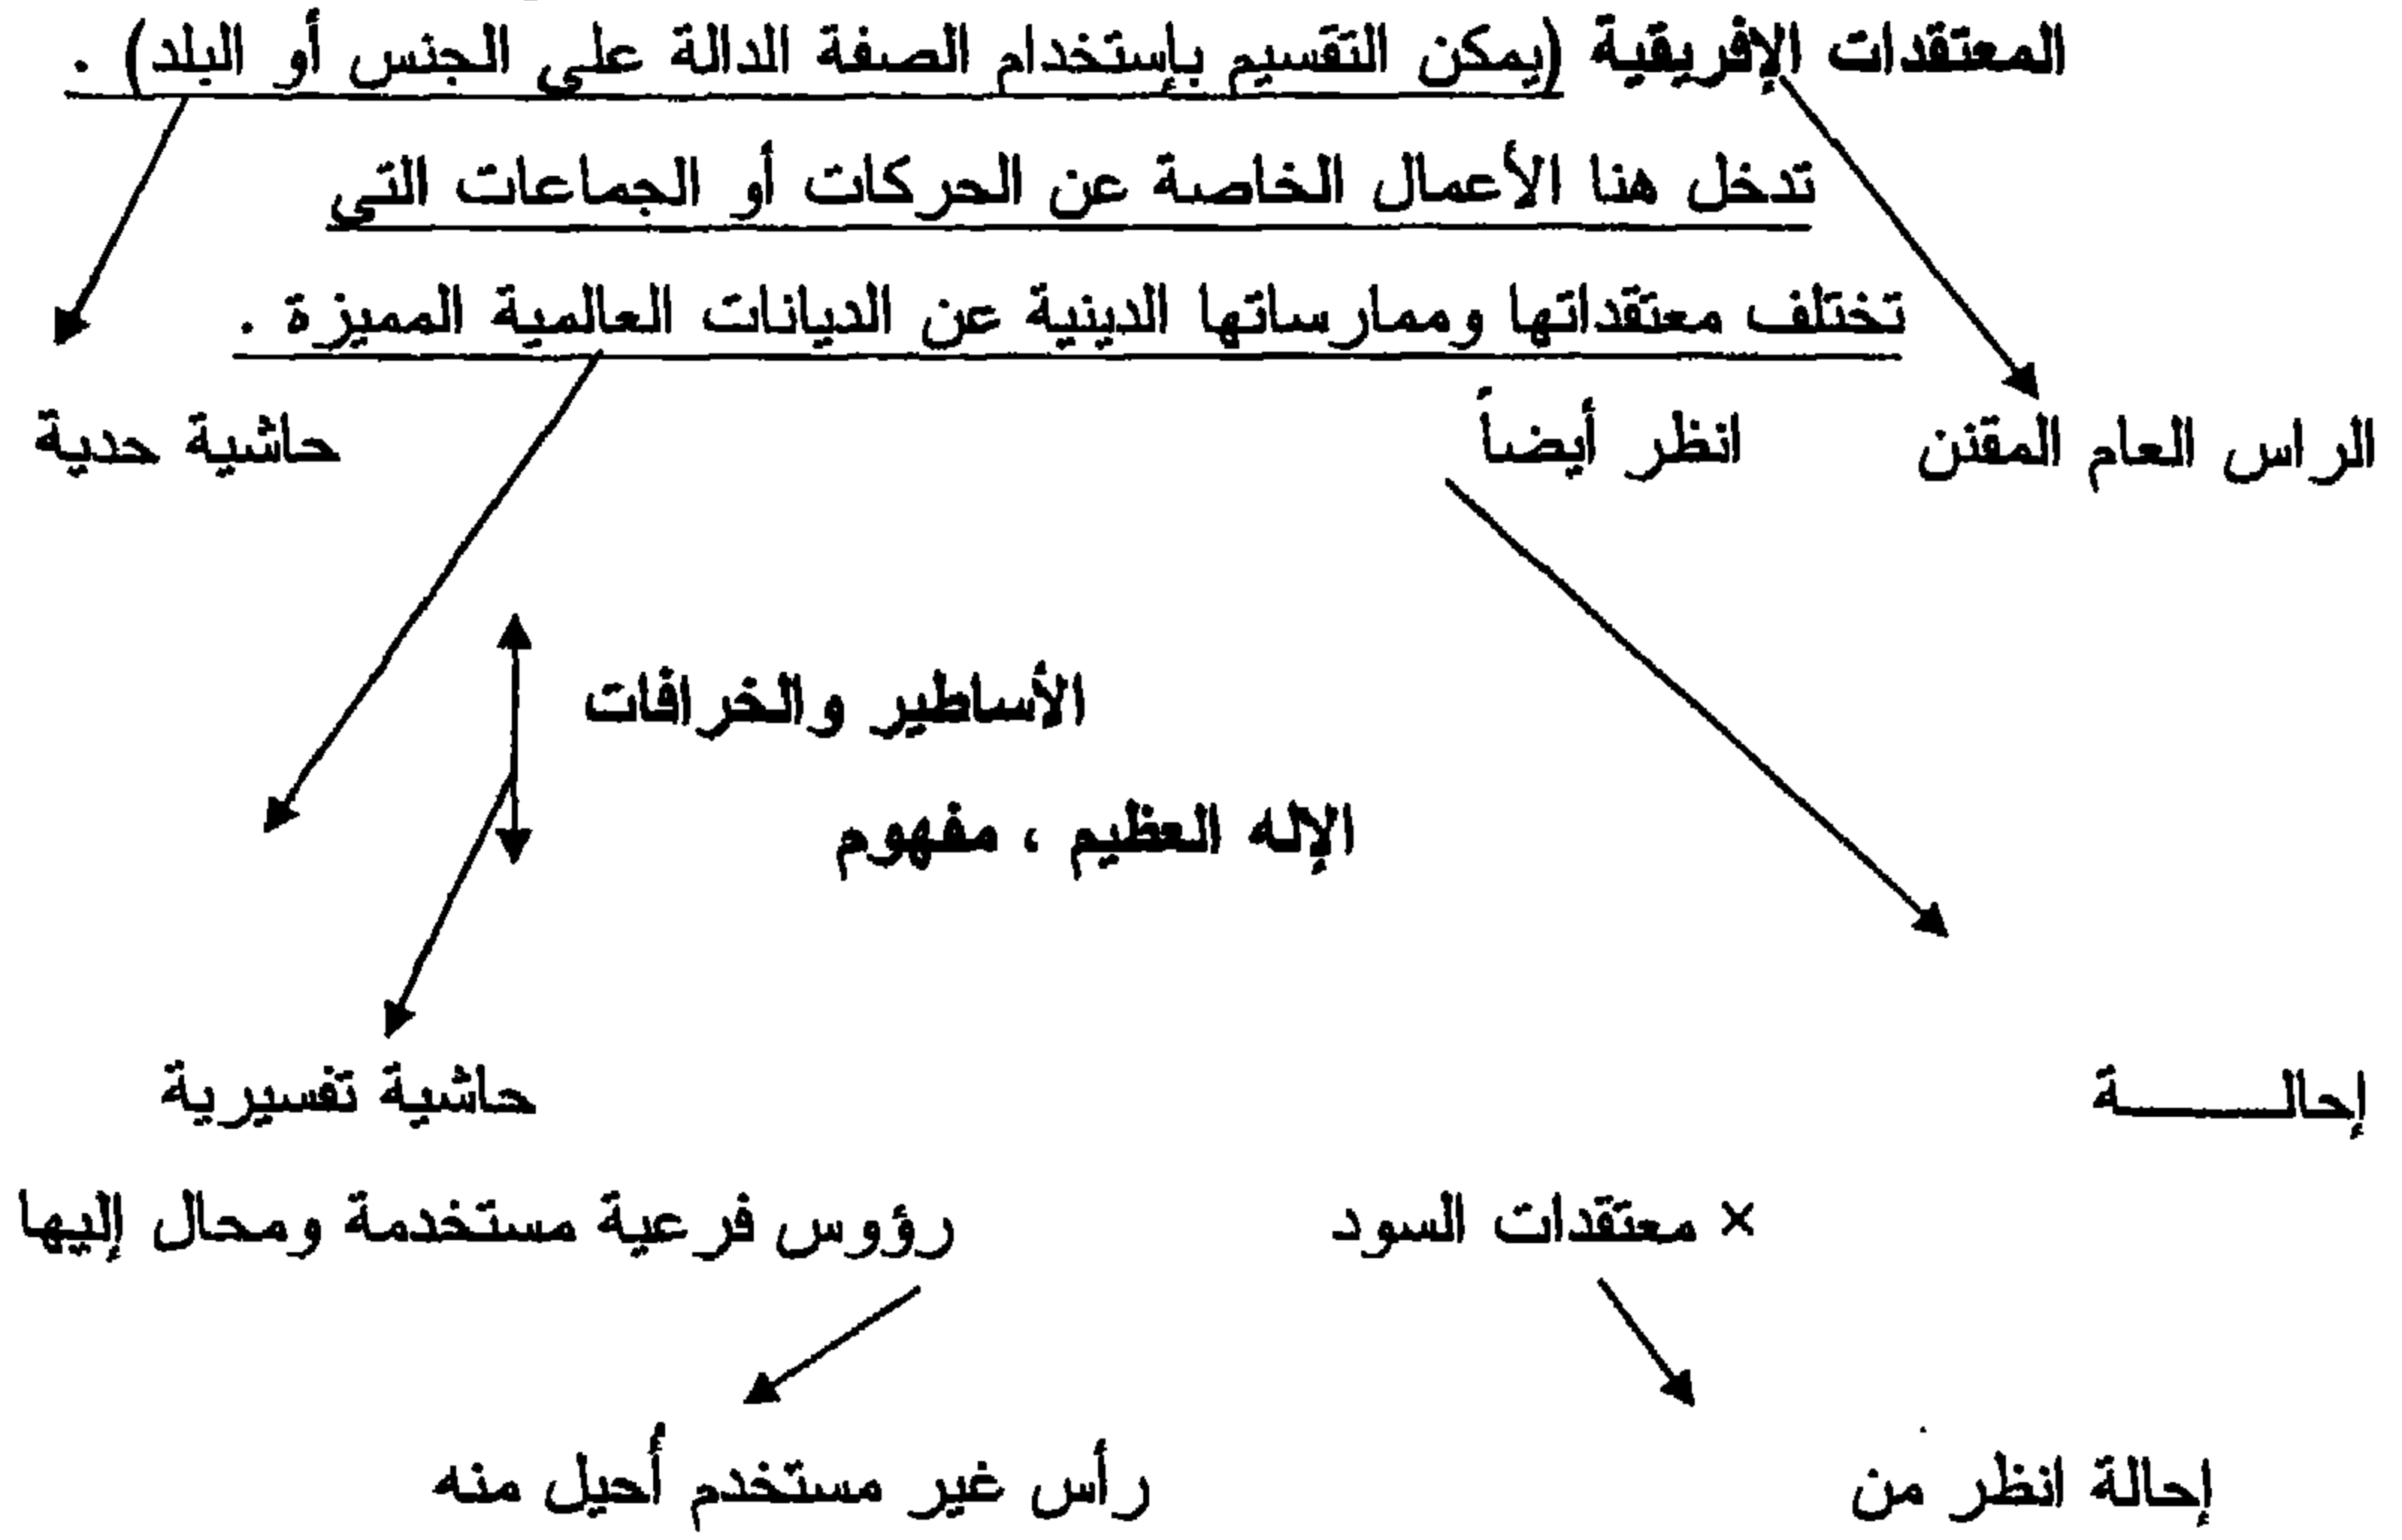 المعتقدات الإفريقية (يمكن التقسيم بإستخدام الصفة الدالة على الجنس أو البلد) .
تدخل هنا الأعمال الخاصة عن الحركات أو الجماعات التي
تختلف معتقداتها وممارساتها الدينية عن الديانات العالمية المميزة .
الراس العام المقنن انظر أيضاً حاشية حدية
الأساطير والخرافات
الإله العظيم ، مفهوم
إحالـــــــة حاشية تفسيرية
× معتقدات السود رؤوس فرعية مستخدمة ومحال إليها
إحالة انظر من رأس غير مستخدم أحيل منه